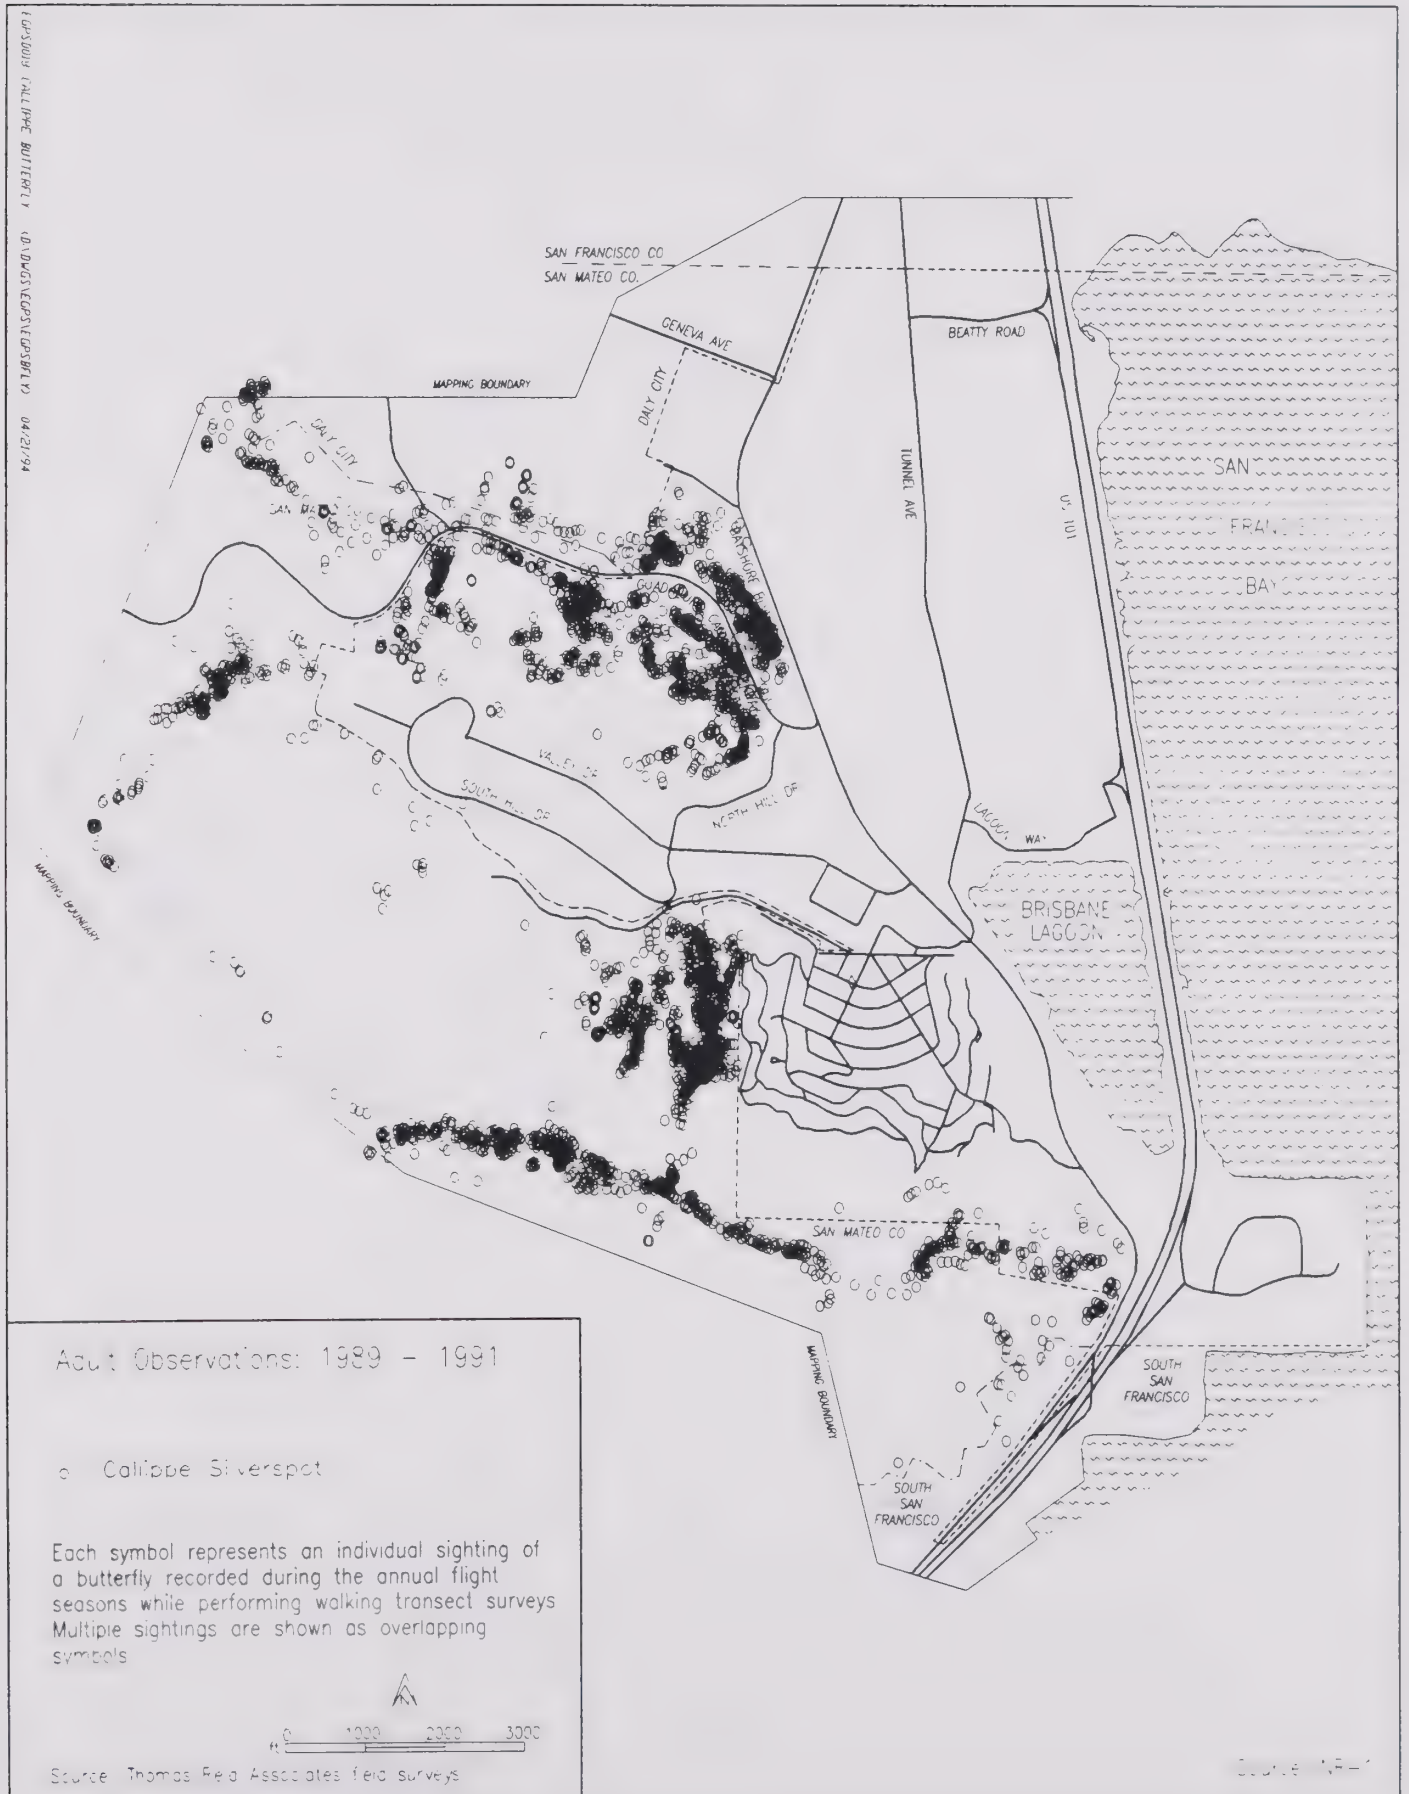 SAN FRANCISCO CO
SAN MATEO CO.
GENEVA AVE
BEATTY ROAD
MAPPING BOUNDARY
DALY CITY
DALY CITY
TUNNEL AVE
US 101
SAN
BAY
VALLEY DR
SOUTH HILL DR
NORTH HILL DR
LAGOON
BRISBANE
LAGOON
MAPPING BOUNDARY
SAN MATEO CO
MAPPING BOUNDARY
SOUTH
SAN
FRANCISCO
SOUTH
SAN
FRANCISCO
Observations: 1989 - 1991
Callippe Silverspot
Each symbol represents an individual sighting of
a butterfly recorded during the annual flight
seasons while performing walking transect surveys
Multiple sightings are shown as overlapping
symbols
N
0 1000 2000 3000
ft
Source: Thomas Reid Associates field surveys
04/21/94